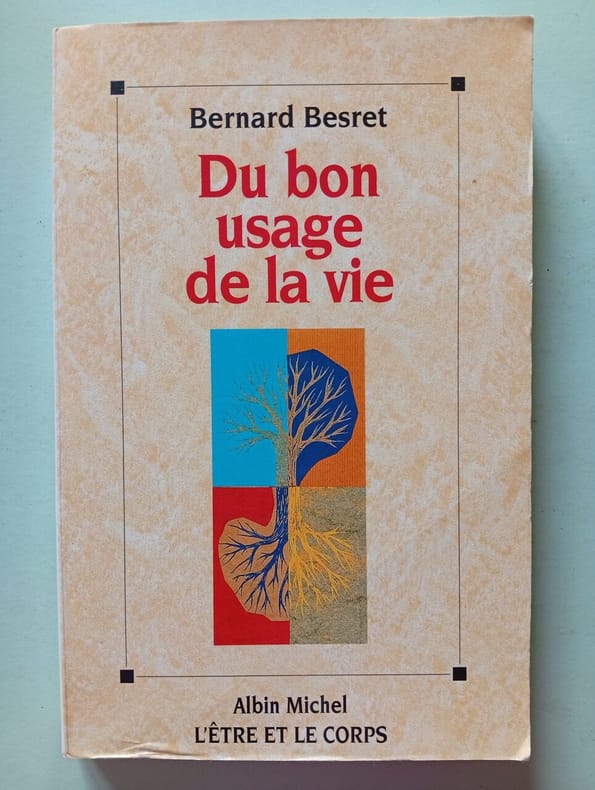 Bernard Besret
Du bon
usage
de la vie
Albin Michel
L'ÊTRE ET LE CORPS